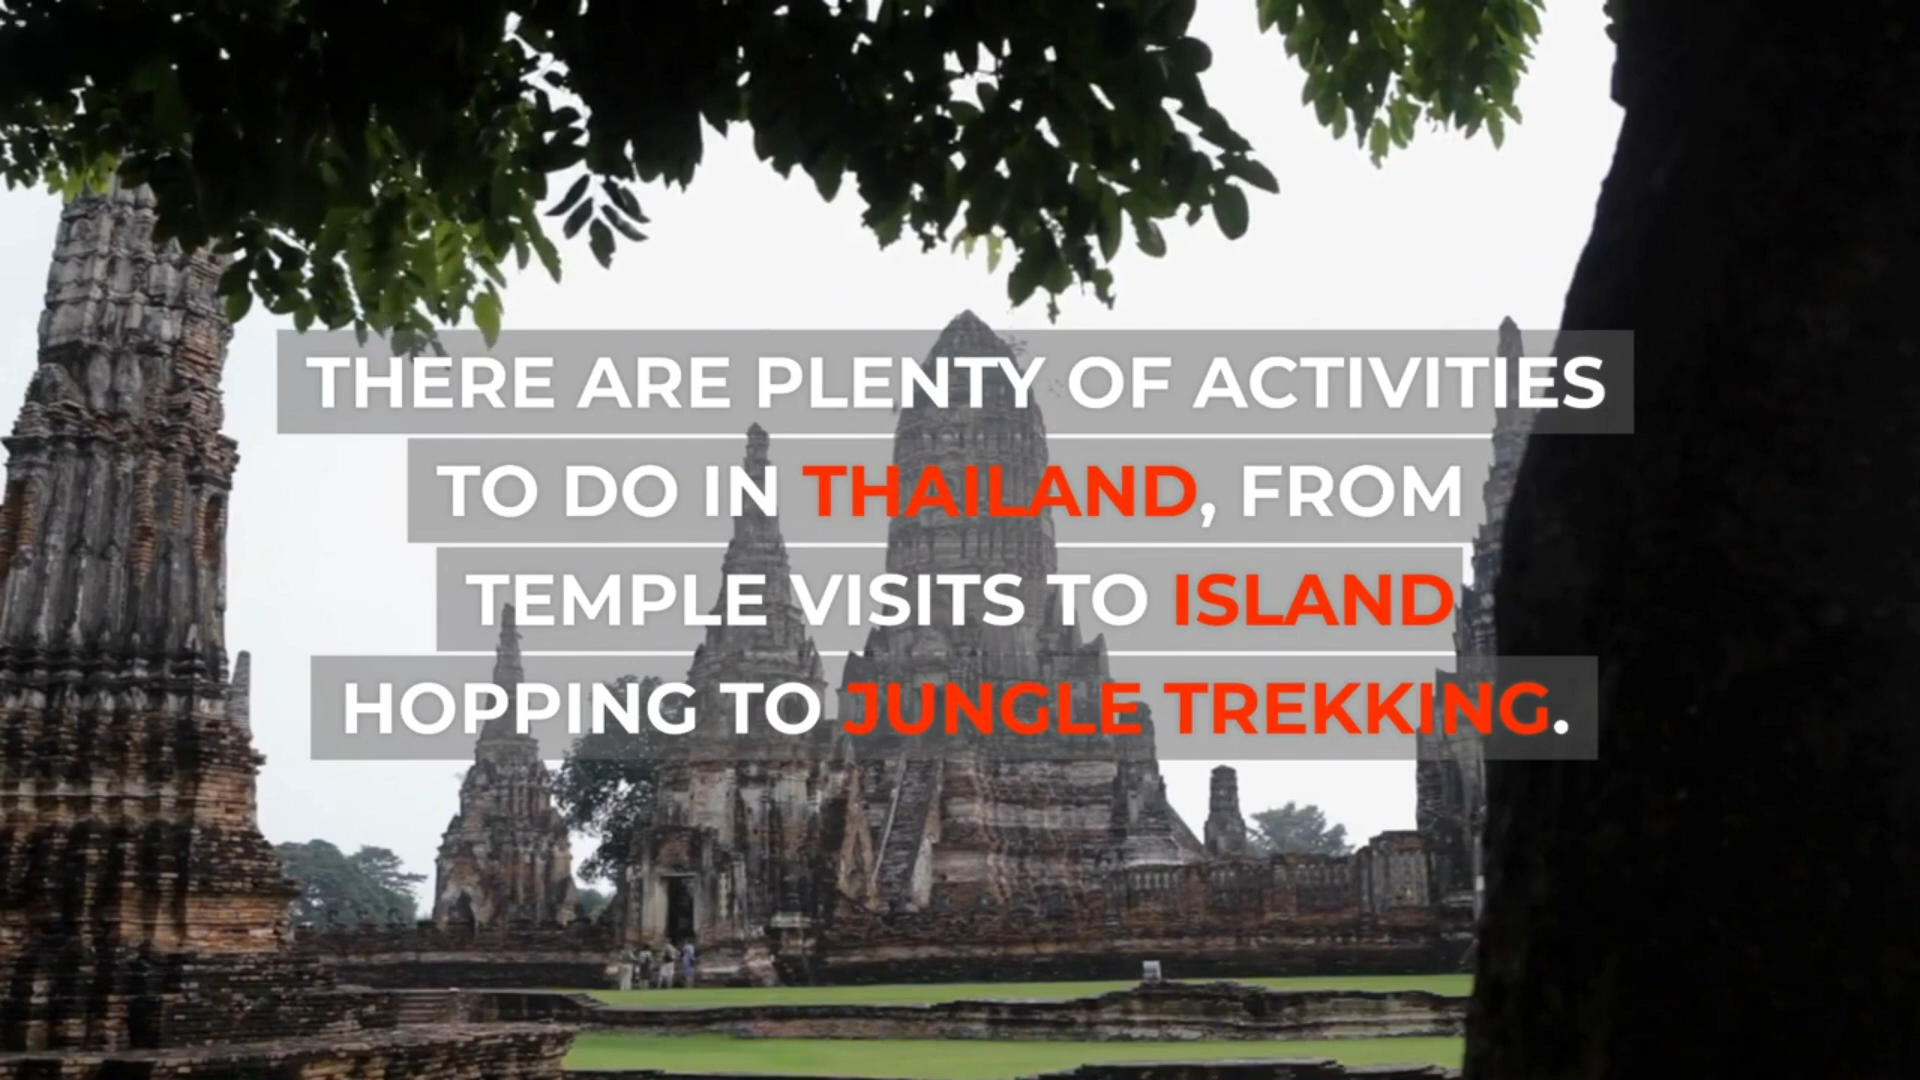 THERE ARE PLENTY OF ACTIVITIES
TO DO IN THAILAND, FROM
TEMPLE VISITS TO ISLAND
HOPPING TO JUNGLE TREKKING.